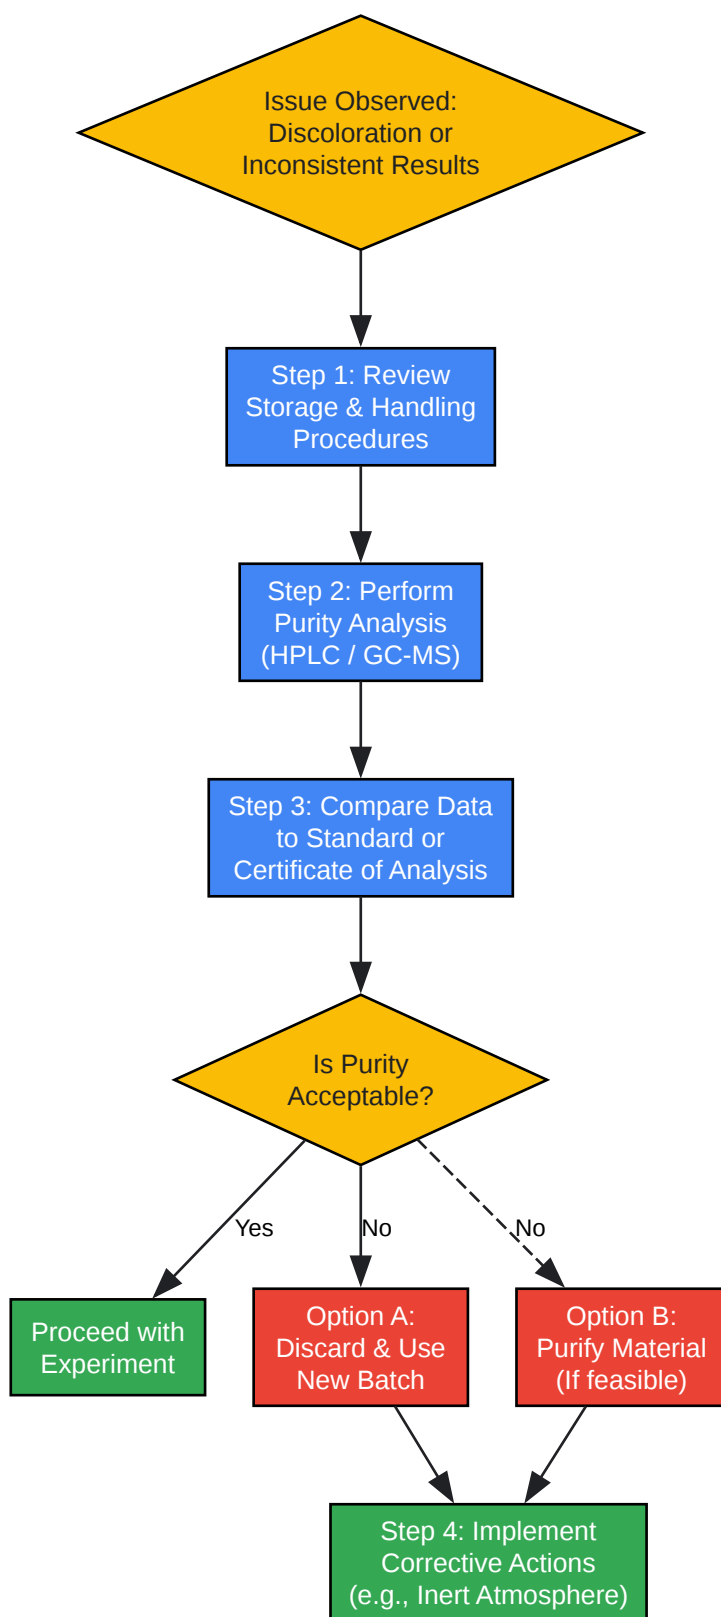 Issue Observed:
Discoloration or
Inconsistent Results
Step 1: Review
Storage & Handling
Procedures
Step 2: Perform
Purity Analysis
(HPLC / GC-MS)
Step 3: Compare Data
to Standard or
Certificate of Analysis
Is Purity
Acceptable?
Yes
No
No
Proceed with
Experiment
Option A:
Discard & Use
New Batch
Option B:
Purify Material
(If feasible)
Step 4: Implement
Corrective Actions
(e.g., Inert Atmosphere)